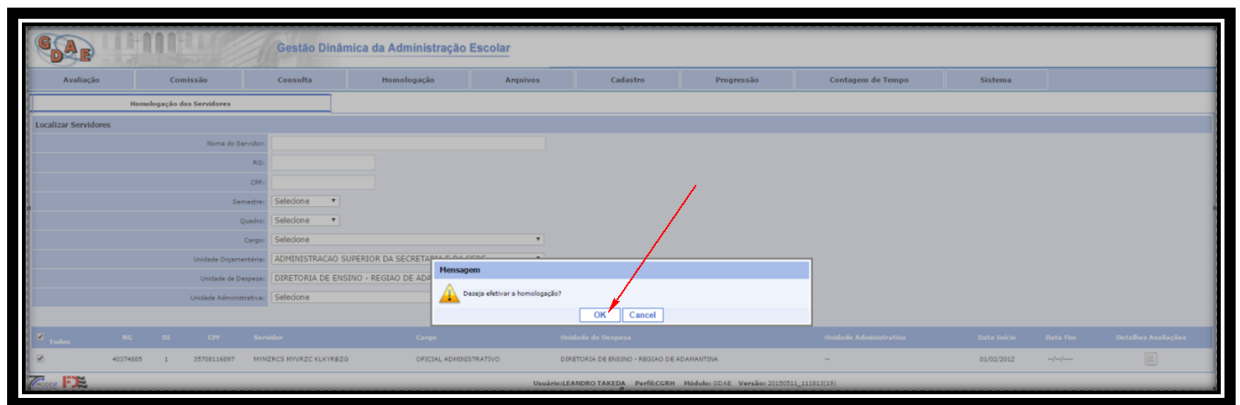 GDAE Gestão Dinâmica da Administração Escolar
Avaliação Comissão Consulta Homologação Arquivos Cadastro Progressão Contagem de Tempo Sistema
Homologação dos Servidores
Localizar Servidores
Nome do Servidor:
RG:
CPF:
Semestre: Selecione
Quadro: Selecione
Cargo: Selecione
Unidade Orçamentária: ADMINISTRACAO SUPERIOR DA SECRETARIA E DA SEDE
Unidade de Despesa: DIRETORIA DE ENSINO - REGIAO DE ADA
Unidade Administrativa: Selecione
Mensagem
Deseja efetivar a homologação?
OK Cancel
Todos RG DI CPF Servidor Cargo Unidade de Despesa Unidade Administrativa Data Início Data Fim Detalhes Avaliações
40374885 1 35708116897 OFICIAL ADMINISTRATIVO DIRETORIA DE ENSINO - REGIAO DE ADAMANTINA -- 01/02/2012 --/--/----
FDE Usuário:LEANDRO TAKEDA Perfil:CGRH Módulo: GDAE Versão: 20150511_111813(19)